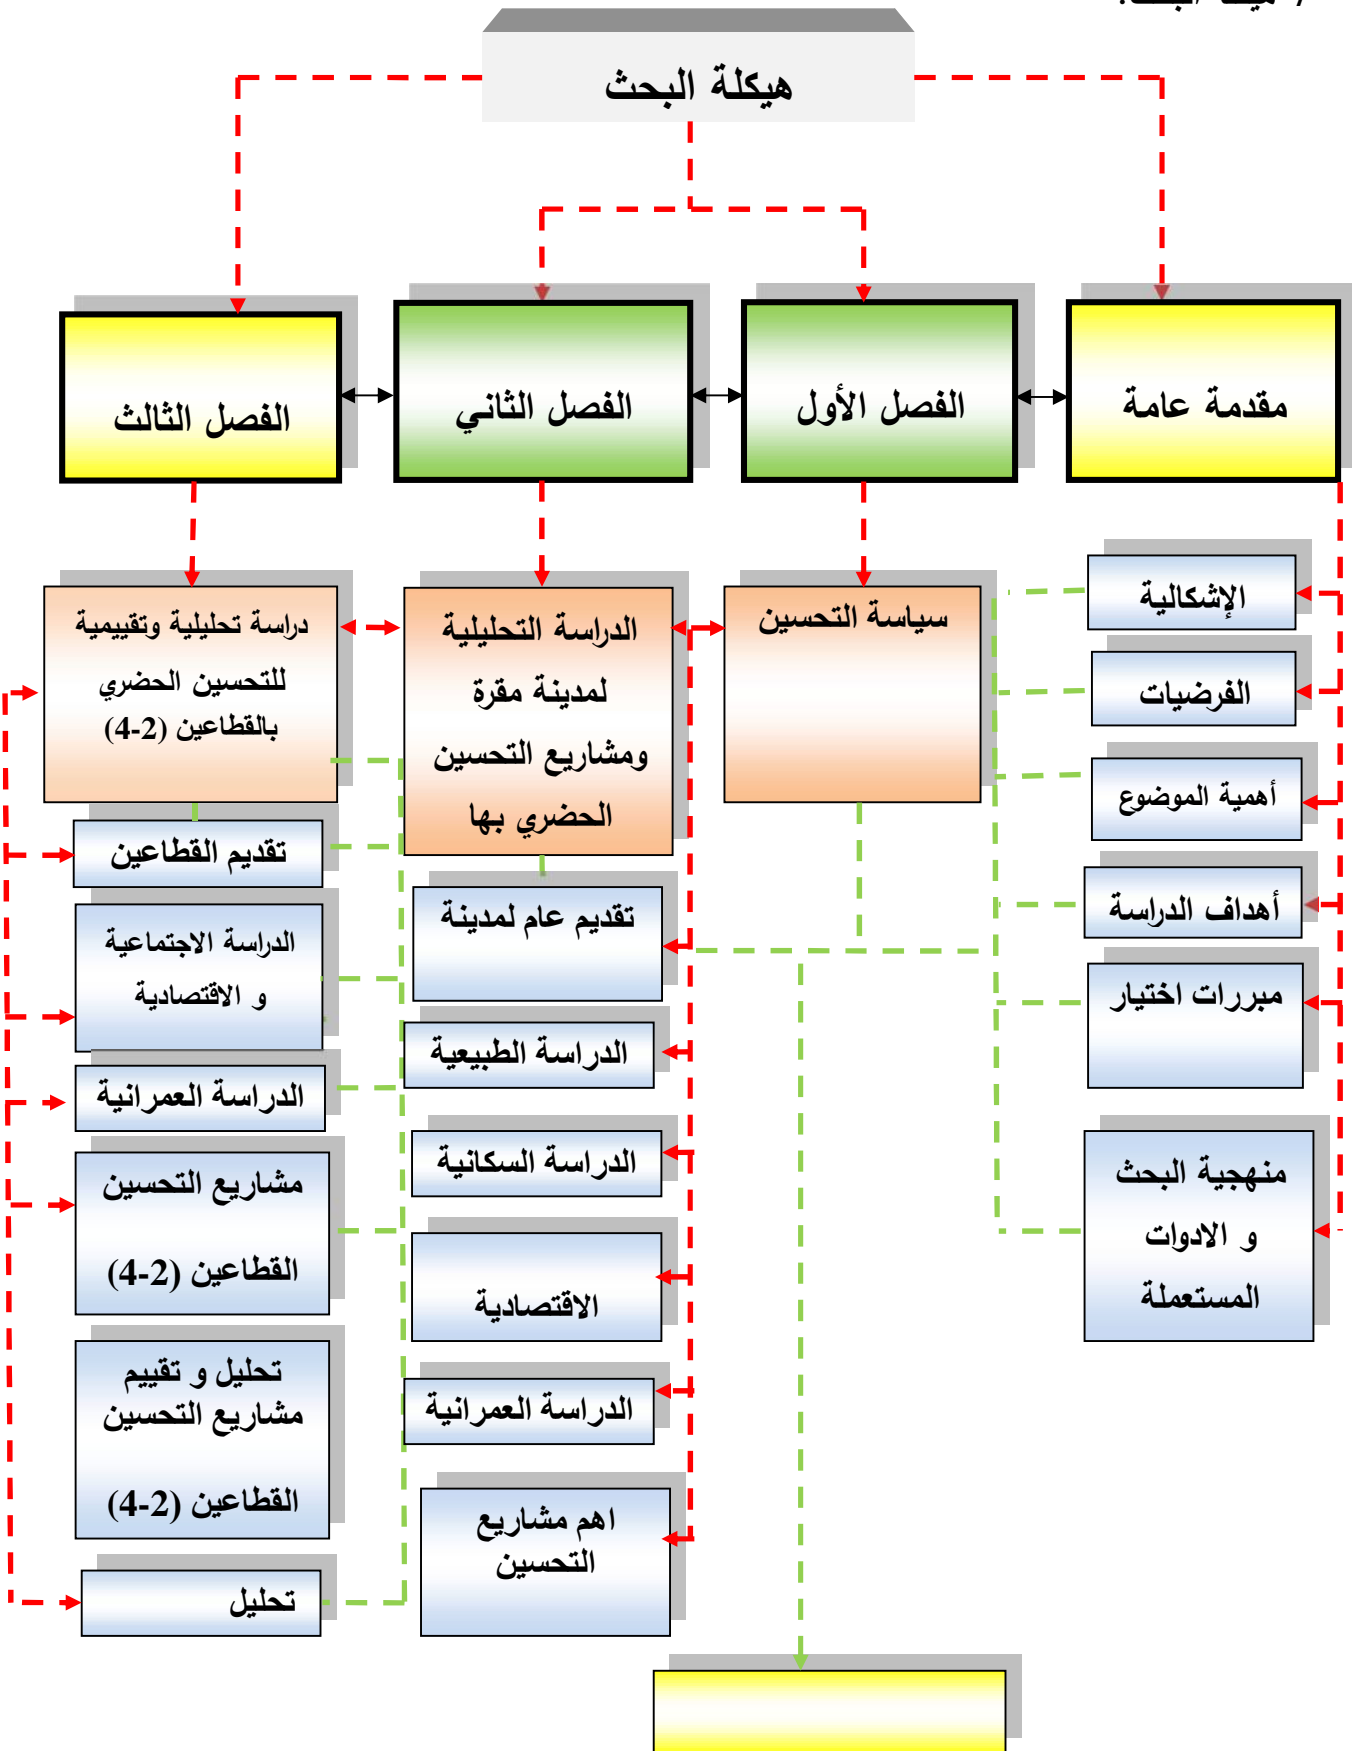 هيكلة البحث
مقدمة عامة
الفصل الأول
الفصل الثاني
الفصل الثالث
الإشكالية
الفرضيات
أهمية الموضوع
أهداف الدراسة
مبررات اختيار
منهجية البحث
و الادوات
المستعملة
سياسة التحسين
الدراسة التحليلية
لمدينة مقرة
ومشاريع التحسين
الحضري بها
تقديم عام لمدينة
الدراسة الطبيعية
الدراسة السكانية
الاقتصادية
الدراسة العمرانية
اهم مشاريع
التحسين
دراسة تحليلية وتقييمية
للتحسين الحضري
بالقطاعين (2-4)
تقديم القطاعين
الدراسة الاجتماعية
و الاقتصادية
الدراسة العمرانية
مشاريع التحسين
القطاعين (2-4)
تحليل و تقييم
مشاريع التحسين
القطاعين (2-4)
تحليل